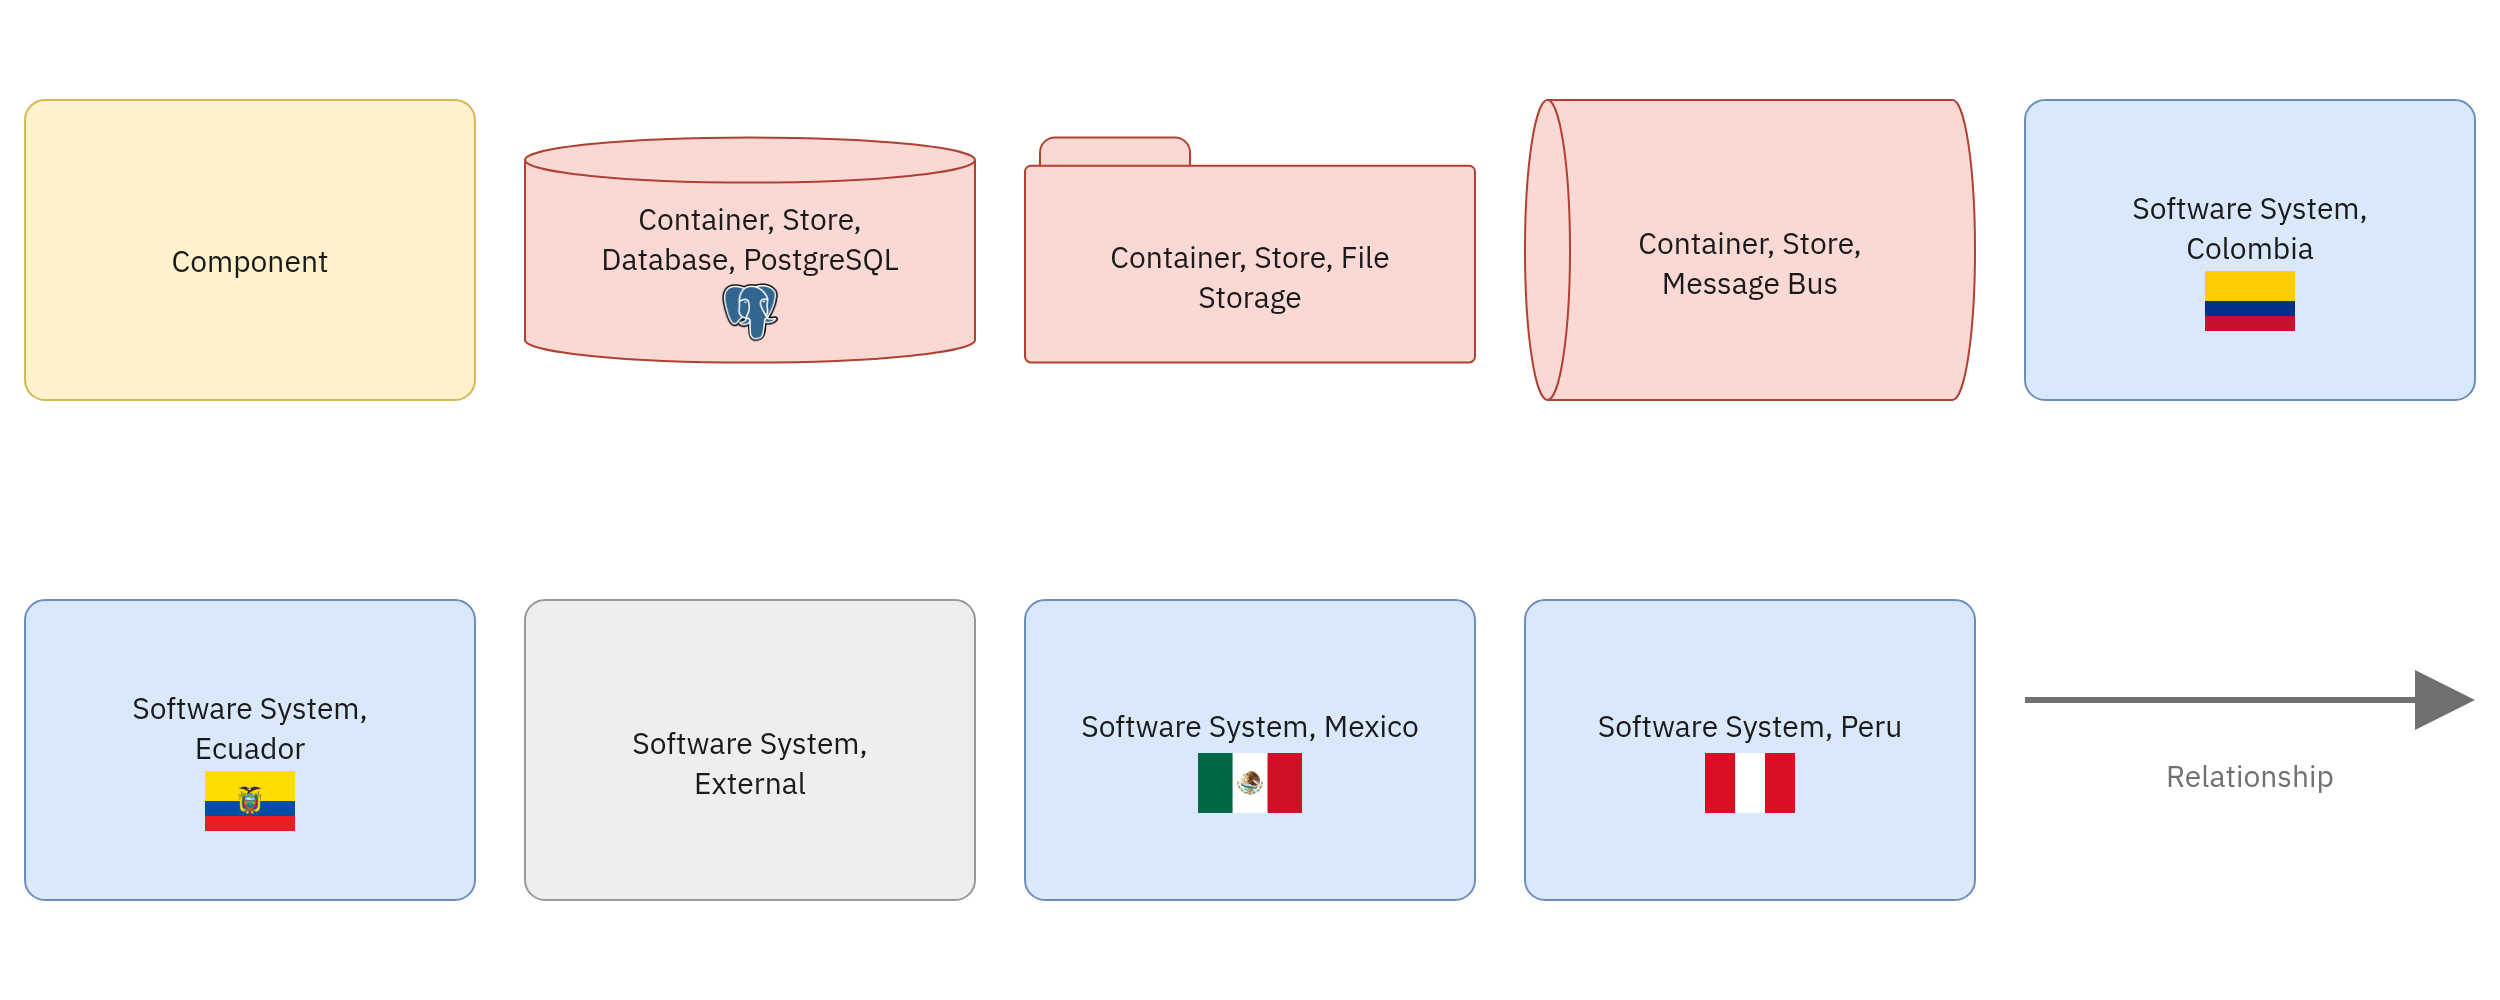 Component
Container, Store,
Database, PostgreSQL
Container, Store, File
Storage
Container, Store,
Message Bus
Software System,
Colombia
Software System,
Ecuador
Software System,
External
Software System, Mexico
Software System, Peru
Relationship